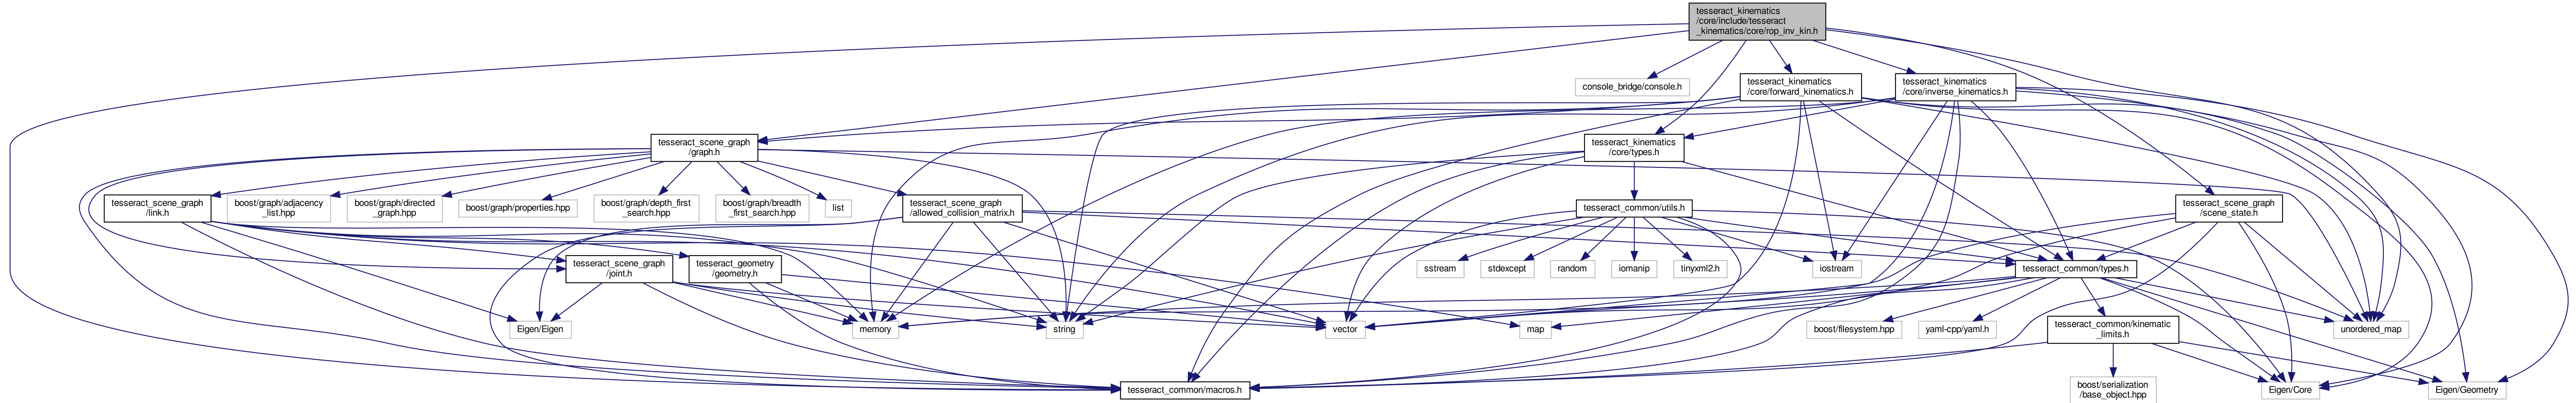 tesseract_kinematics
/core/include/tesseract
_kinematics/core/rop_inv_kin.h
console_bridge/console.h
tesseract_kinematics
/core/forward_kinematics.h
tesseract_kinematics
/core/inverse_kinematics.h
tesseract_scene_graph
/graph.h
tesseract_kinematics
/core/types.h
tesseract_scene_graph
/link.h
boost/graph/adjacency
_list.hpp
boost/graph/directed
_graph.hpp
boost/graph/properties.hpp
boost/graph/depth_first
_search.hpp
boost/graph/breadth
_first_search.hpp
list
tesseract_scene_graph
/allowed_collision_matrix.h
tesseract_common/utils.h
tesseract_scene_graph
/scene_state.h
tesseract_scene_graph
/joint.h
tesseract_geometry
/geometry.h
sstream
stdexcept
random
iomanip
tinyxml2.h
iostream
tesseract_common/types.h
Eigen/Eigen
memory
string
vector
map
boost/filesystem.hpp
yaml-cpp/yaml.h
tesseract_common/kinematic
_limits.h
unordered_map
tesseract_common/macros.h
boost/serialization
/base_object.hpp
Eigen/Core
Eigen/Geometry